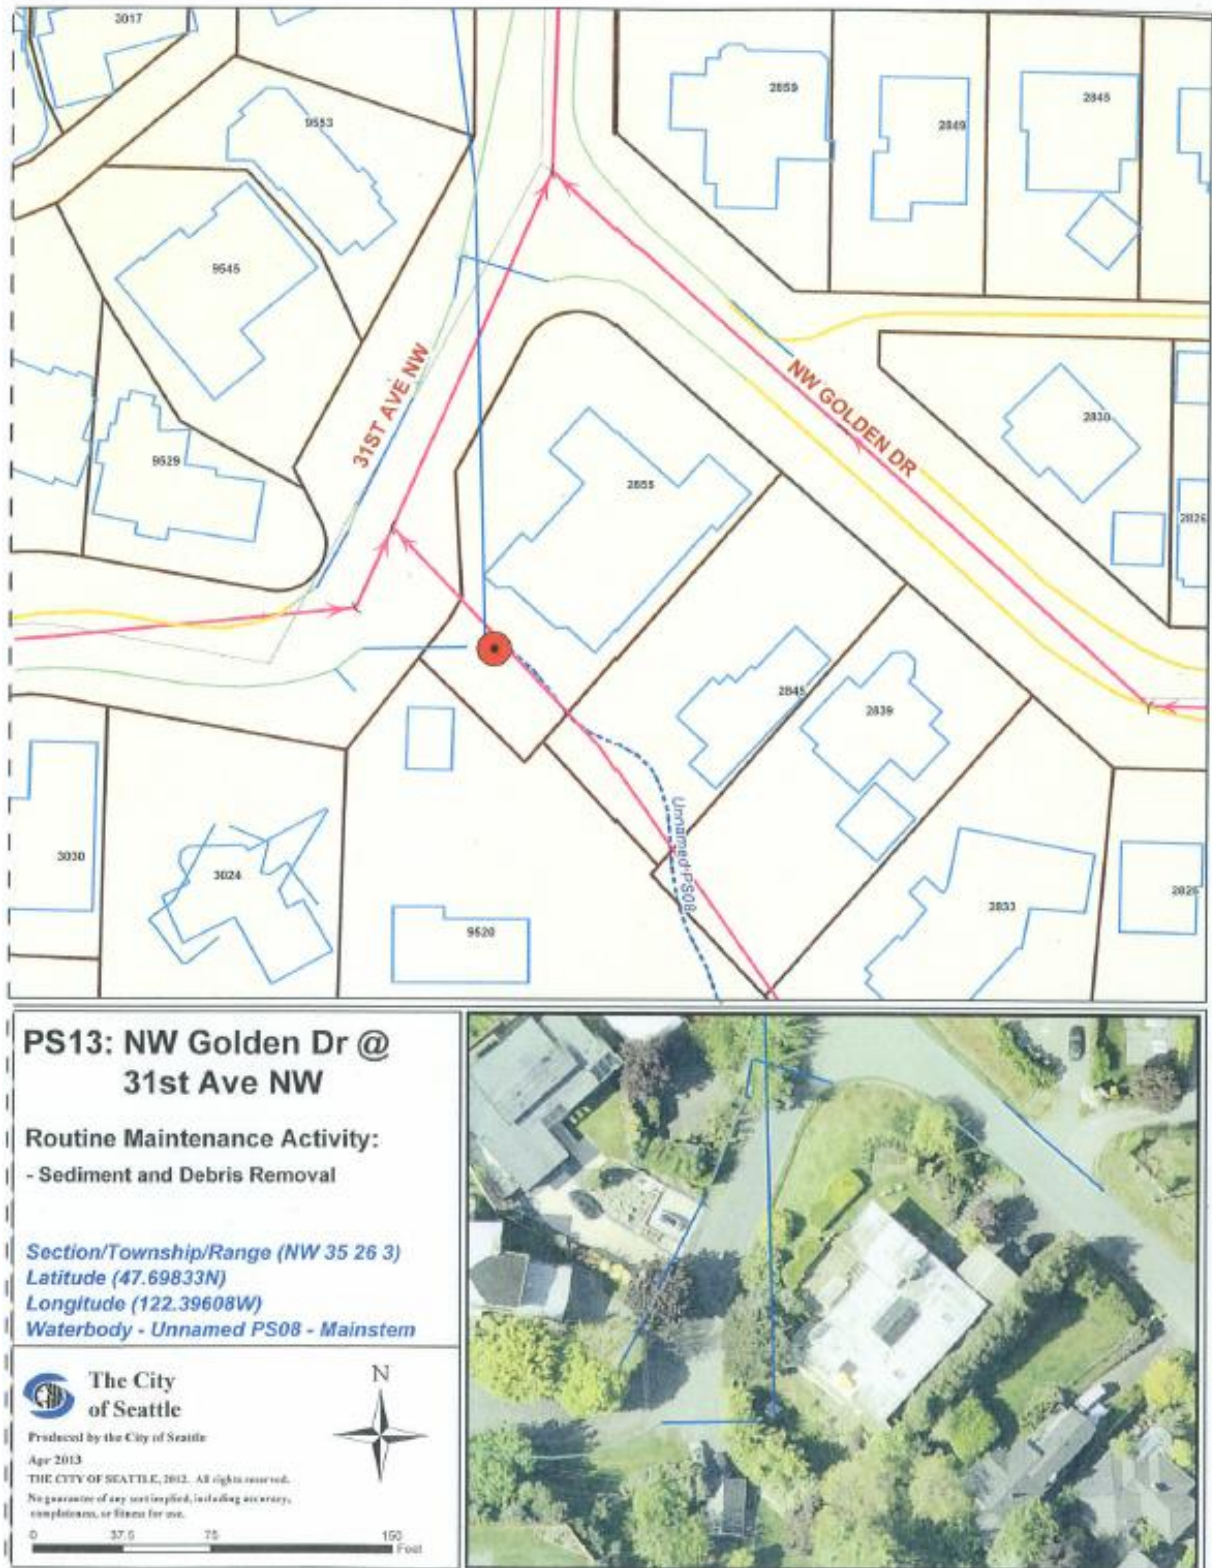 3017
9553
2859
2849
2845
9545
31ST AVE NW
NW GOLDEN DR
2830
9529
2855
2826
2845
2839
Unnamed PS08
3030
3024
9520
2833
2825
PS13: NW Golden Dr @
31st Ave NW
Routine Maintenance Activity:
- Sediment and Debris Removal
Section/Township/Range (NW 35 26 3)
Latitude (47.69833N)
Longitude (122.39608W)
Waterbody - Unnamed PS08 - Mainstem
The City
of Seattle
N
Produced by the City of Seattle
Apr 2013
THE CITY OF SEATTLE, 2012. All rights reserved.
No guarantee of any sort implied, including accuracy,
completeness, or fitness for use.
0 37.5 75 150
Feet